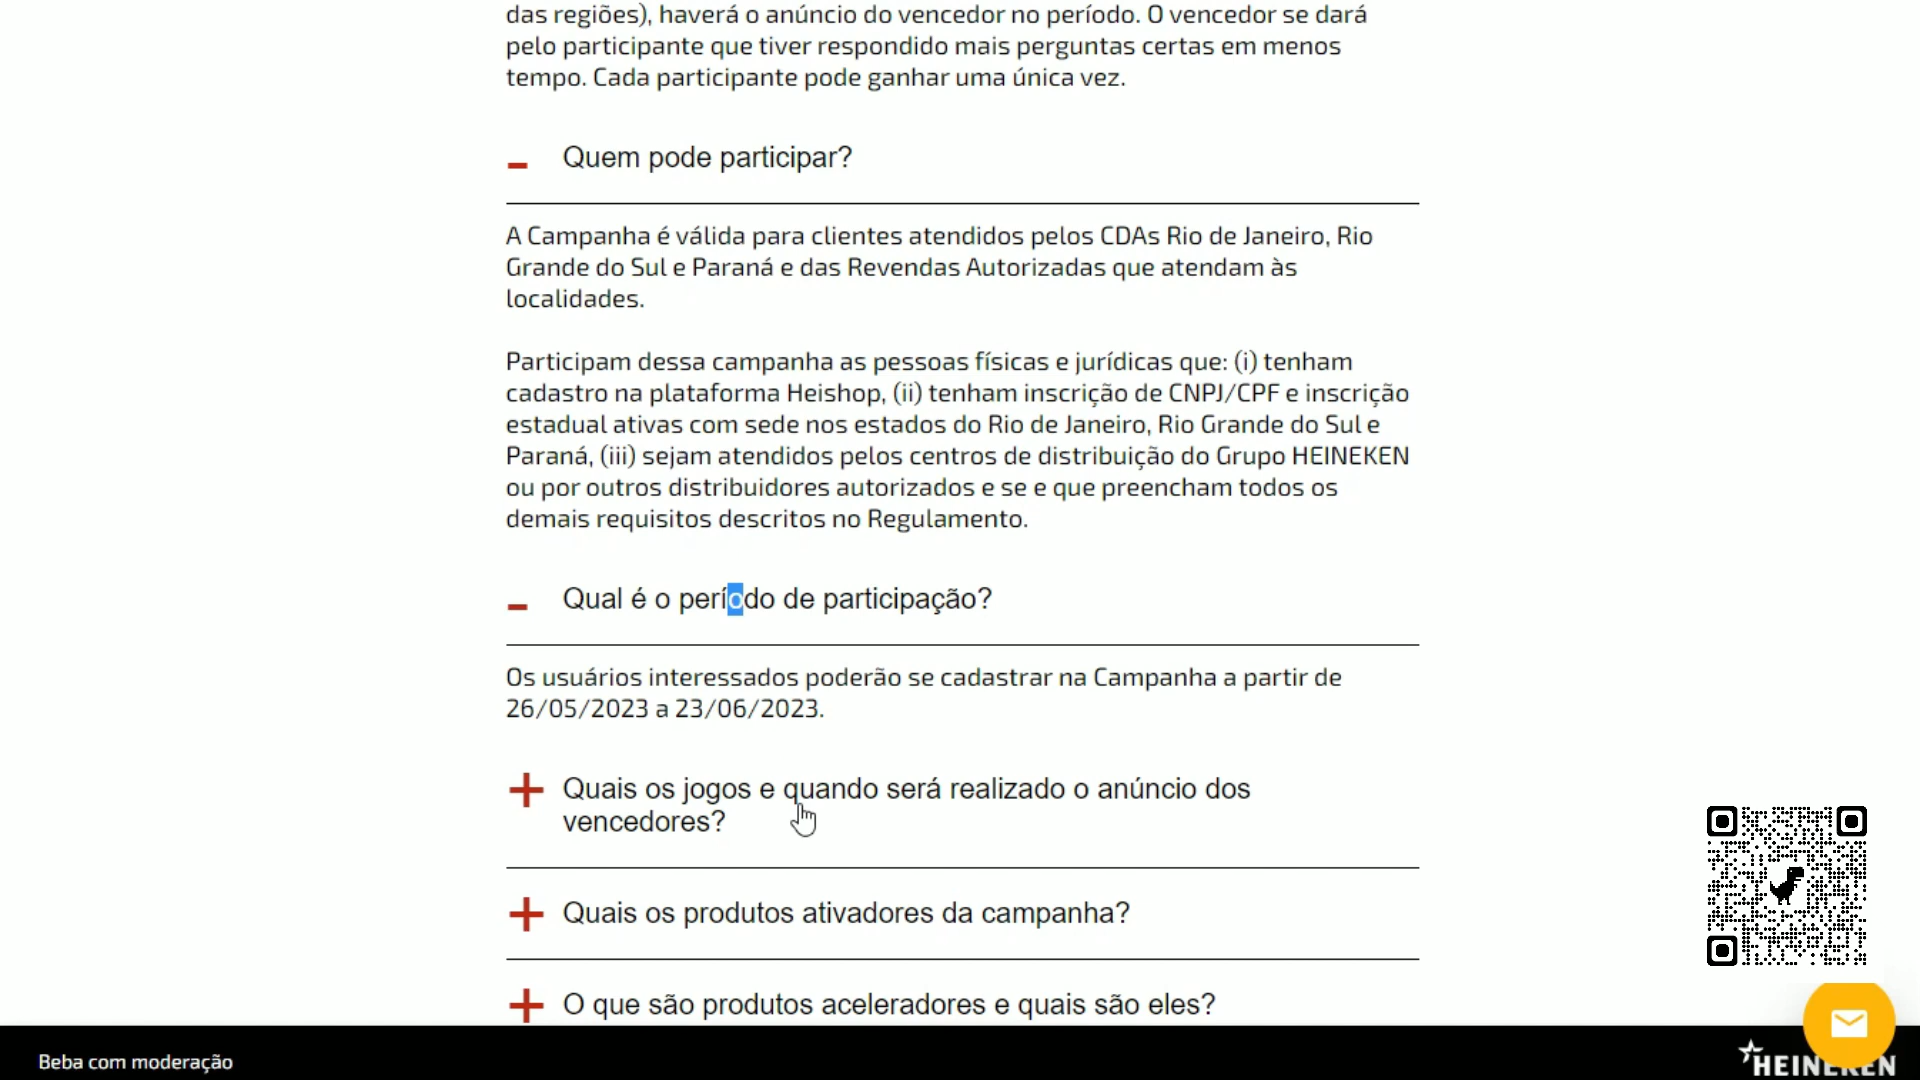 das regiões), haverá o anúncio do vencedor no período. O vencedor se dará
pelo participante que tiver respondido mais perguntas certas em menos
tempo. Cada participante pode ganhar uma única vez.
Quem pode participar?
A Campanha é válida para clientes atendidos pelos CDAs Rio de Janeiro, Rio
Grande do Sul e Paraná e das Revendas Autorizadas que atendam às
localidades.
Participam dessa campanha as pessoas físicas e jurídicas que: (i) tenham
cadastro na plataforma Heishop, (ii) tenham inscrição de CNPJ/CPF e inscrição
estadual ativas com sede nos estados do Rio de Janeiro, Rio Grande do Sul e
Paraná, (iii) sejam atendidos pelos centros de distribuição do Grupo HEINEKEN
ou por outros distribuidores autorizados e se e que preencham todos os
demais requisitos descritos no Regulamento.
Qual é o período de participação?
Os usuários interessados poderão se cadastrar na Campanha a partir de
26/05/2023 a 23/06/2023.
Quais os jogos e quando será realizado o anúncio dos
vencedores?
Quais os produtos ativadores da campanha?
O que são produtos aceleradores e quais são eles?
Beba com moderação
HEINEKEN